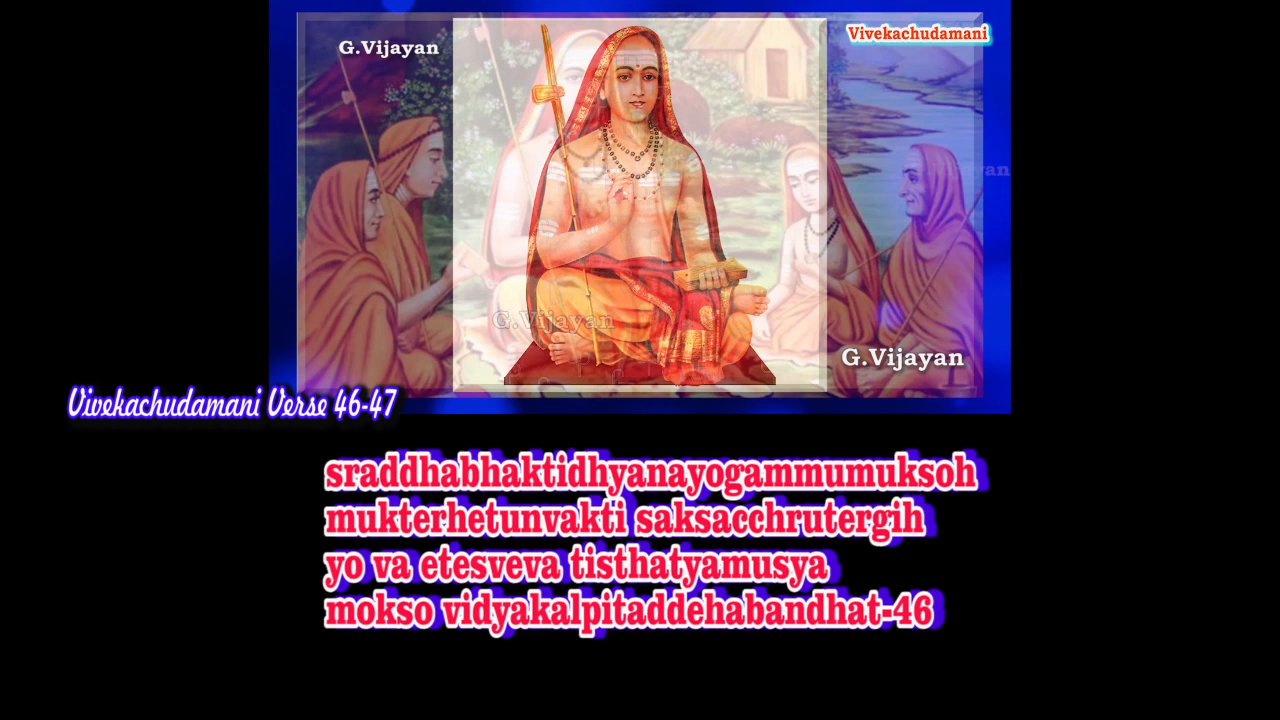 G.Vijayan
Vivekachudamani
G.Vijayan
G.Vijayan
Vivekachudamani Verse 46-47
sraddhabhaktidhyanayogammumuksoh
mukterhetunvakti saksacchrutergih
yo va etesveva tisthatyamusya
mokso vidyakalpitaddehabandhat-46